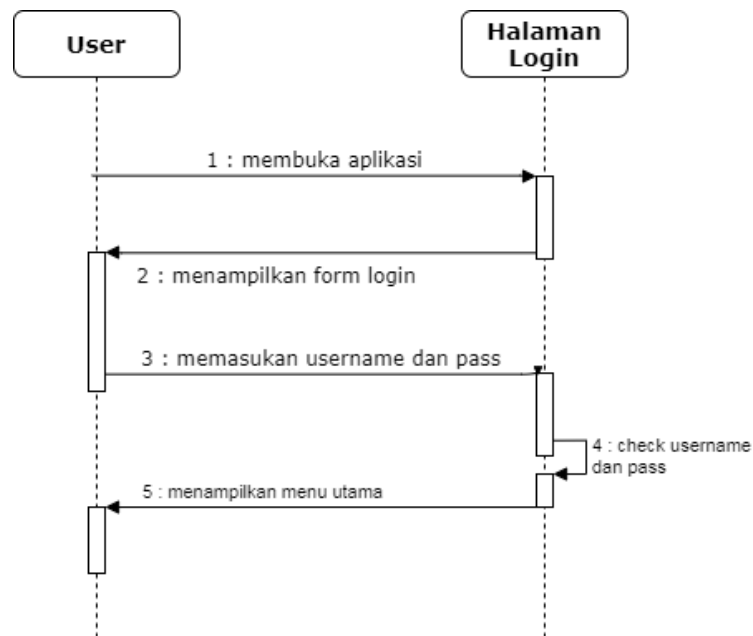 User
Halaman
Login
1 : membuka aplikasi
2 : menampilkan form login
3 : memasukan username dan pass
4 : check username
dan pass
5 : menampilkan menu utama